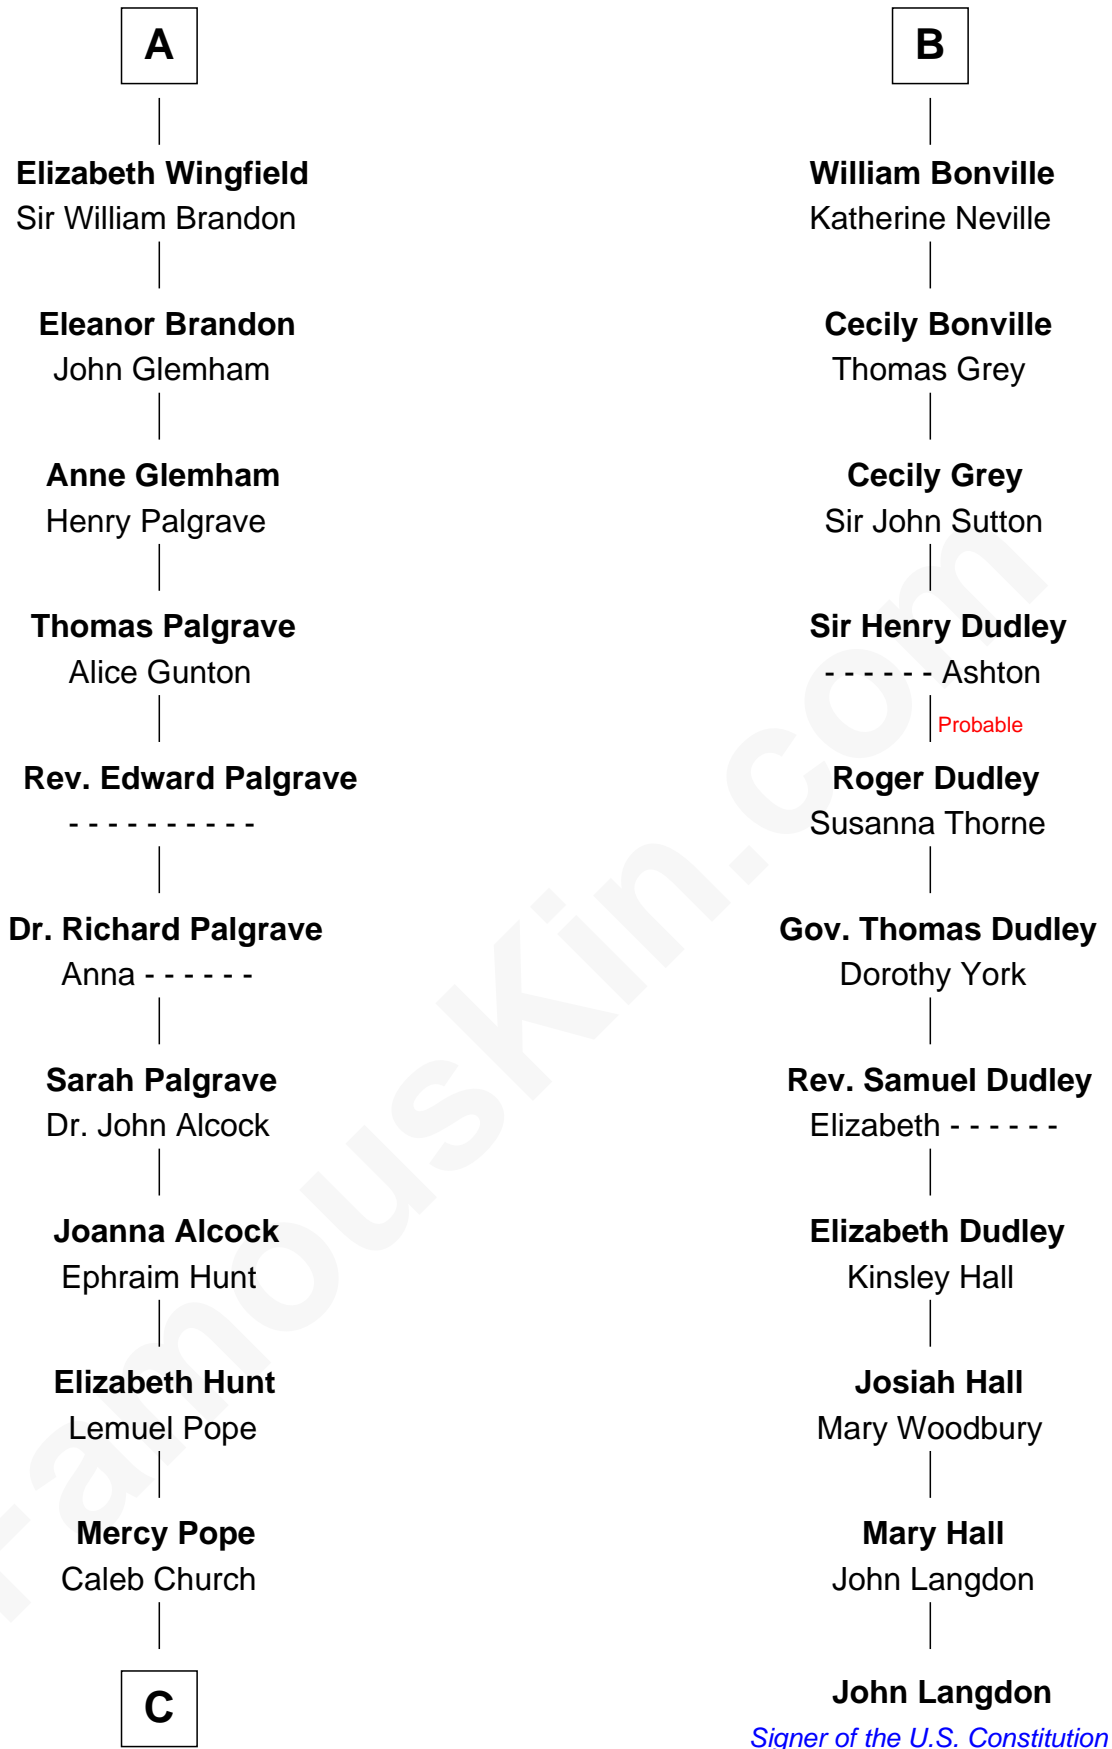 A
Elizabeth Wingfield
Sir William Brandon
Eleanor Brandon
John Glemham
Anne Glemham
Henry Palgrave
Thomas Palgrave
Alice Gunton
Rev. Edward Palgrave
- - - - - - - - - -
Dr. Richard Palgrave
Anna - - - - - -
Sarah Palgrave
Dr. John Alcock
Joanna Alcock
Ephraim Hunt
Elizabeth Hunt
Lemuel Pope
Mercy Pope
Caleb Church
C
B
William Bonville
Katherine Neville
Cecily Bonville
Thomas Grey
Cecily Grey
Sir John Sutton
Sir Henry Dudley
- - - - - - Ashton
Probable
Roger Dudley
Susanna Thorne
Gov. Thomas Dudley
Dorothy York
Rev. Samuel Dudley
Elizabeth - - - - - -
Elizabeth Dudley
Kinsley Hall
Josiah Hall
Mary Woodbury
Mary Hall
John Langdon
John Langdon
Signer of the U.S. Constitution
FamousKin.com